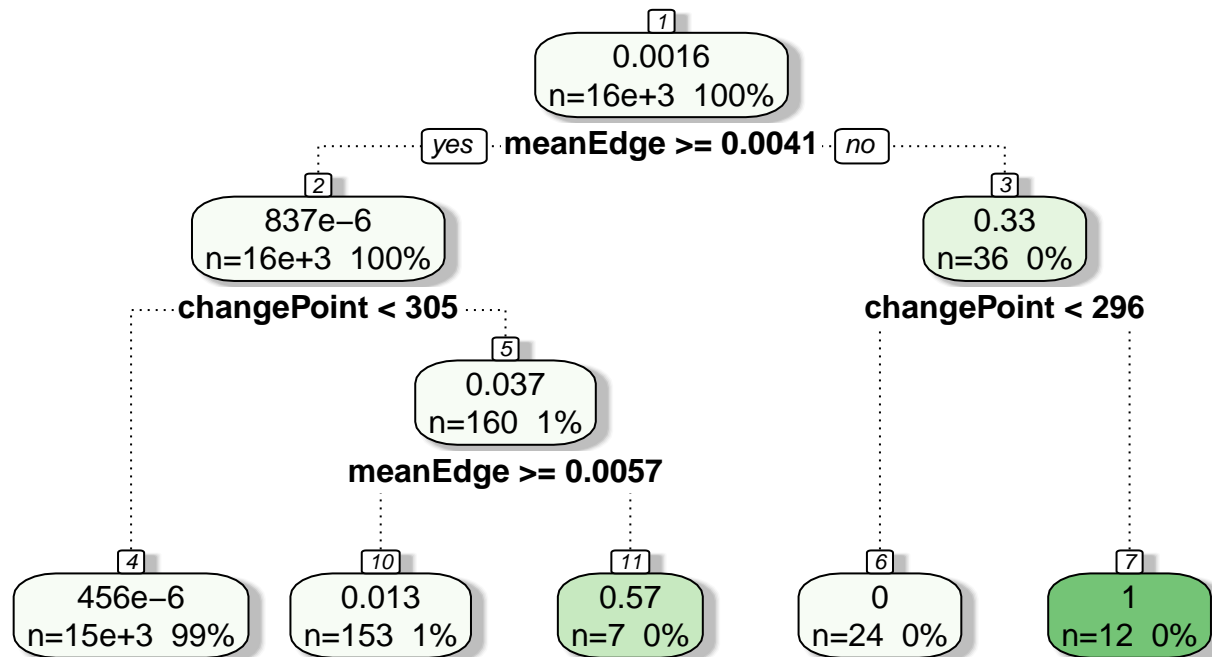 1
0.0016
n=16e+3 100%
yes meanEdge >= 0.0041 no
2
837e−6
n=16e+3 100%
3
0.33
n=36 0%
changePoint < 305
changePoint < 296
5
0.037
n=160 1%
meanEdge >= 0.0057
4
456e−6
n=15e+3 99%
10
0.013
n=153 1%
11
0.57
n=7 0%
6
0
n=24 0%
7
1
n=12 0%